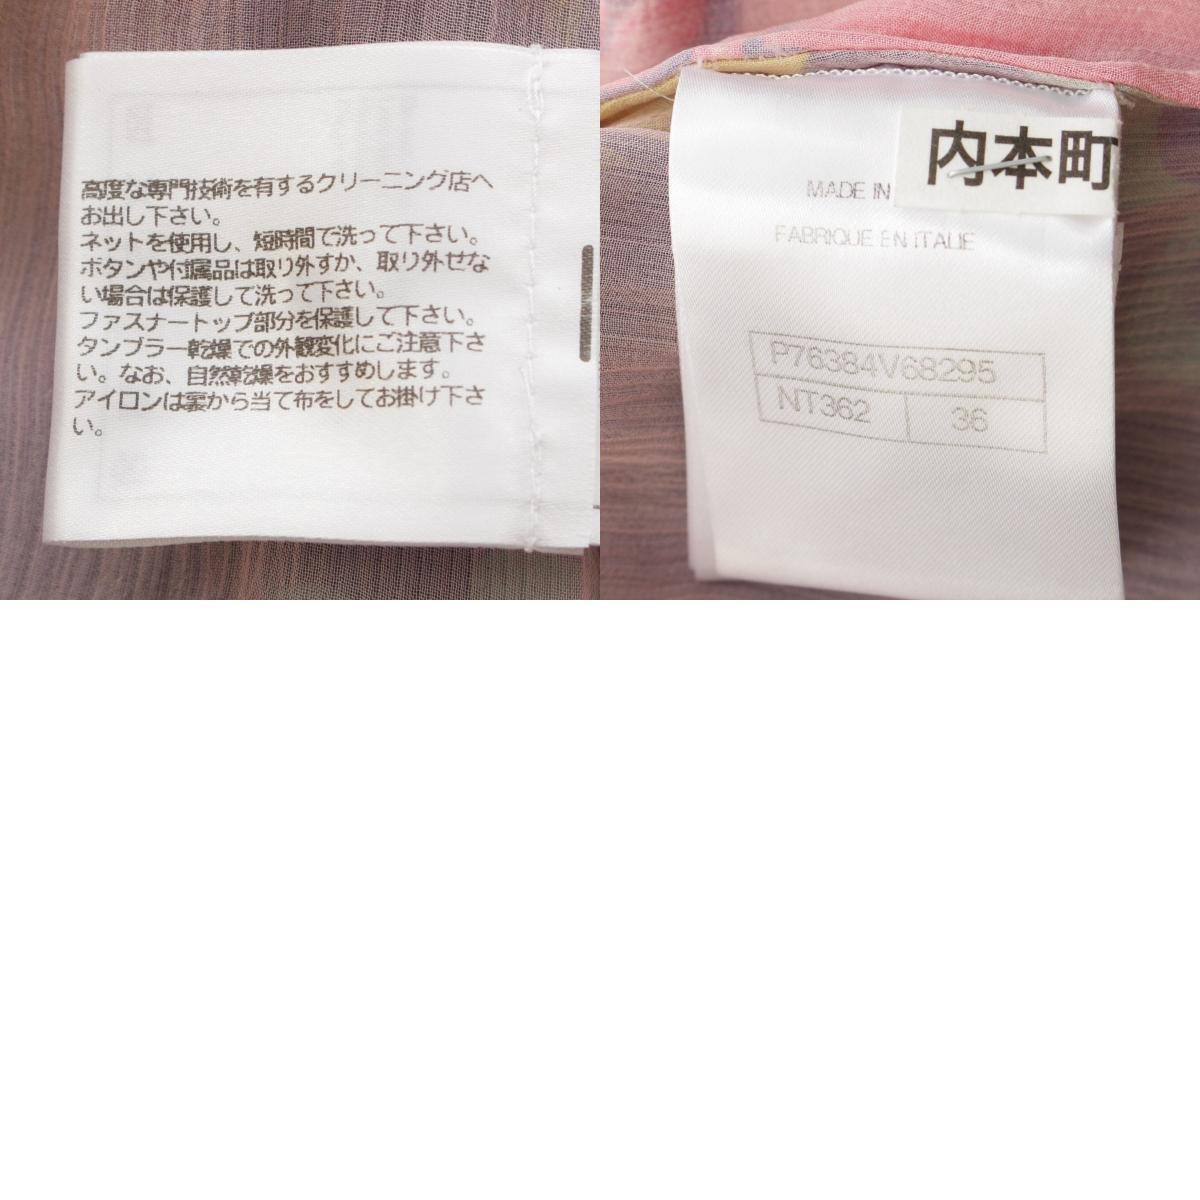 高度な専門技術を有するクリーニング店へ
お出し下さい。
ネットを使用し、短時間で洗って下さい。
ボタンや付属品は取り外すか、取り外せな
い場合は保護して洗って下さい。
ファスナートップ部分を保護して下さい。
タンブラー乾燥での外観変化にご注意下さ
い。なお、自然乾燥をおすすめします。
アイロンは裏から当て布をしてお掛け下さ
い。
内本町
MADE IN
FABRIQUE EN ITALIE
P76384V68295
NT362 36